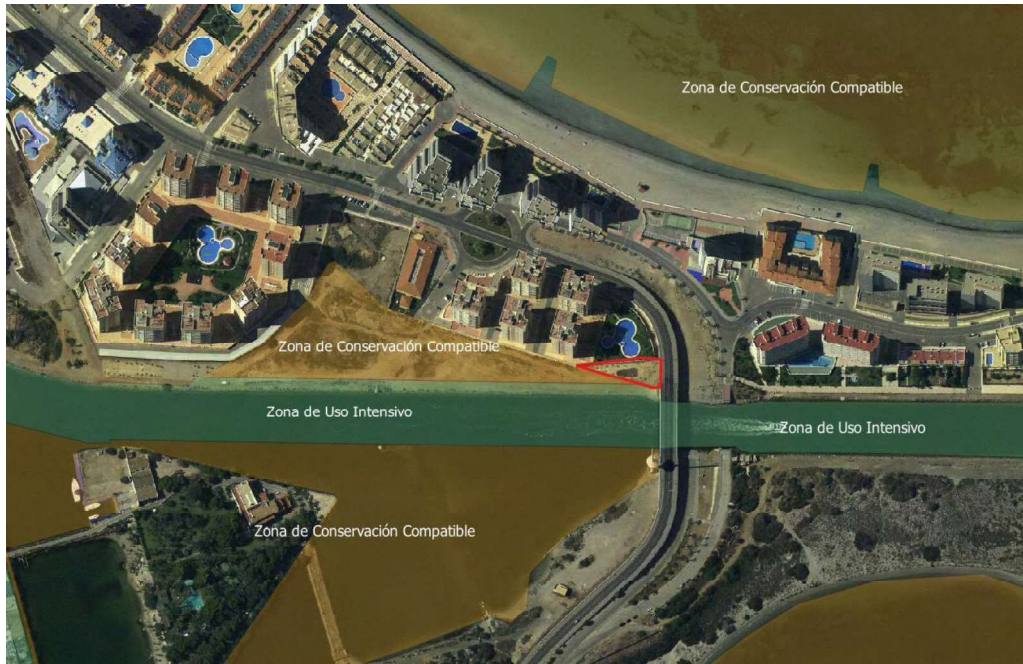 Zona de Conservación Compatible
Zona de Conservación Compatible
Zona de Uso Intensivo
Zona de Uso Intensivo
Zona de Conservación Compatible